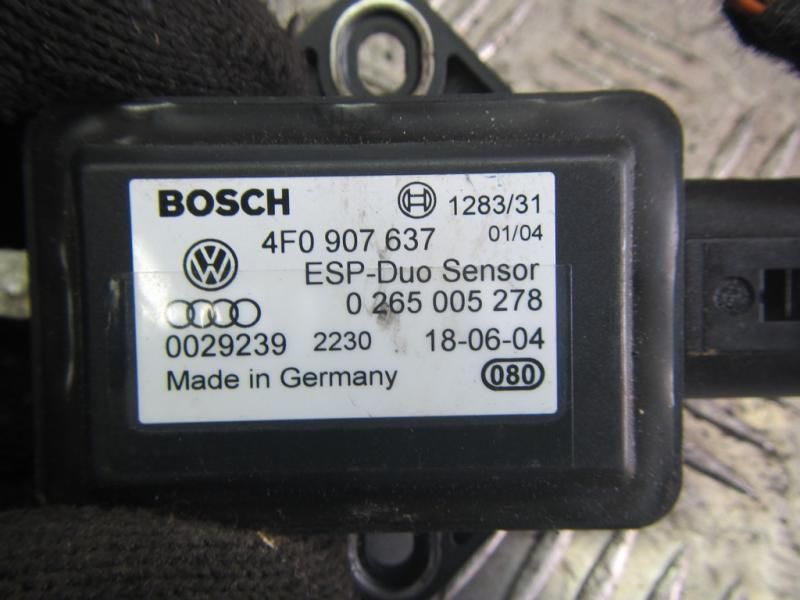 BOSCH 1283/31
4F0 907 637 01/04
ESP-Duo Sensor
0 265 005 278
0029239 2230 18-06-04
Made in Germany 080